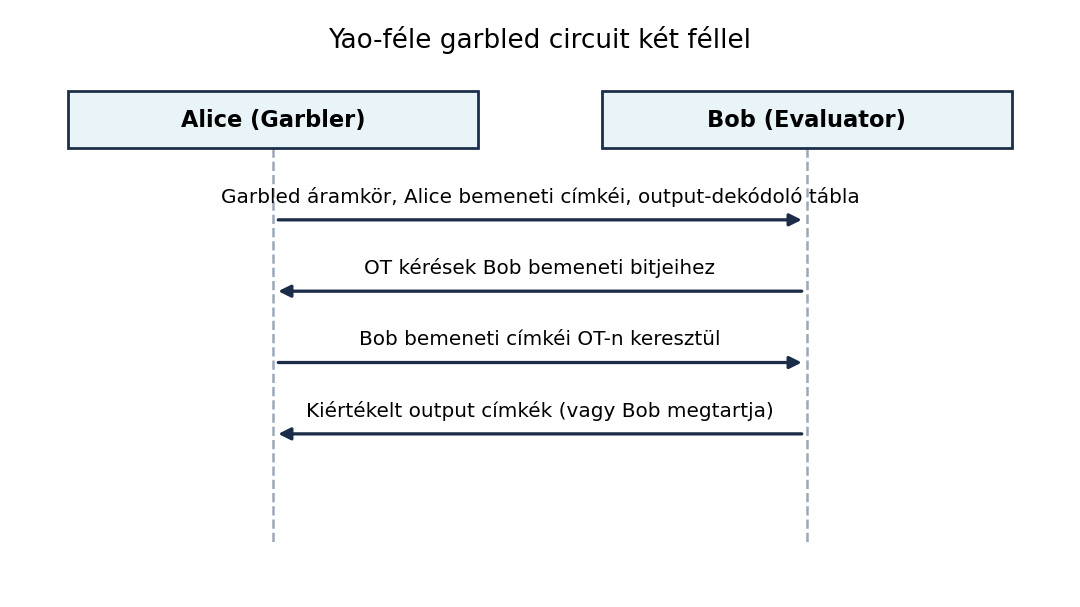 Yao-féle garbled circuit két féllel
Alice (Garbler)
Bob (Evaluator)
Garbled áramkör, Alice bemeneti címkéi, output-dekódoló tábla
OT kérések Bob bemeneti bitjeihez
Bob bemeneti címkéi OT-n keresztül
Kiértékelt output címkék (vagy Bob megtartja)